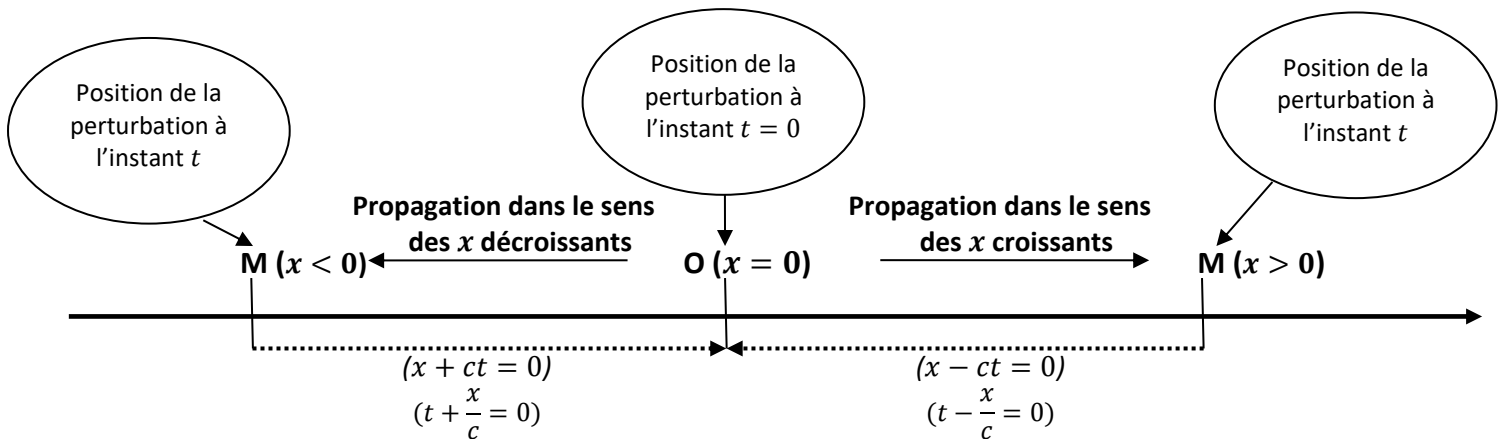 Position de la
perturbation à
l'instant t
Position de la
perturbation à
l'instant t = 0
Position de la
perturbation à
l'instant t
Propagation dans le sens
des x décroissants
Propagation dans le sens
des x croissants
M (x < 0)
O (x = 0)
M (x > 0)
(x + ct = 0)
(t + x/c = 0)
(x − ct = 0)
(t − x/c = 0)